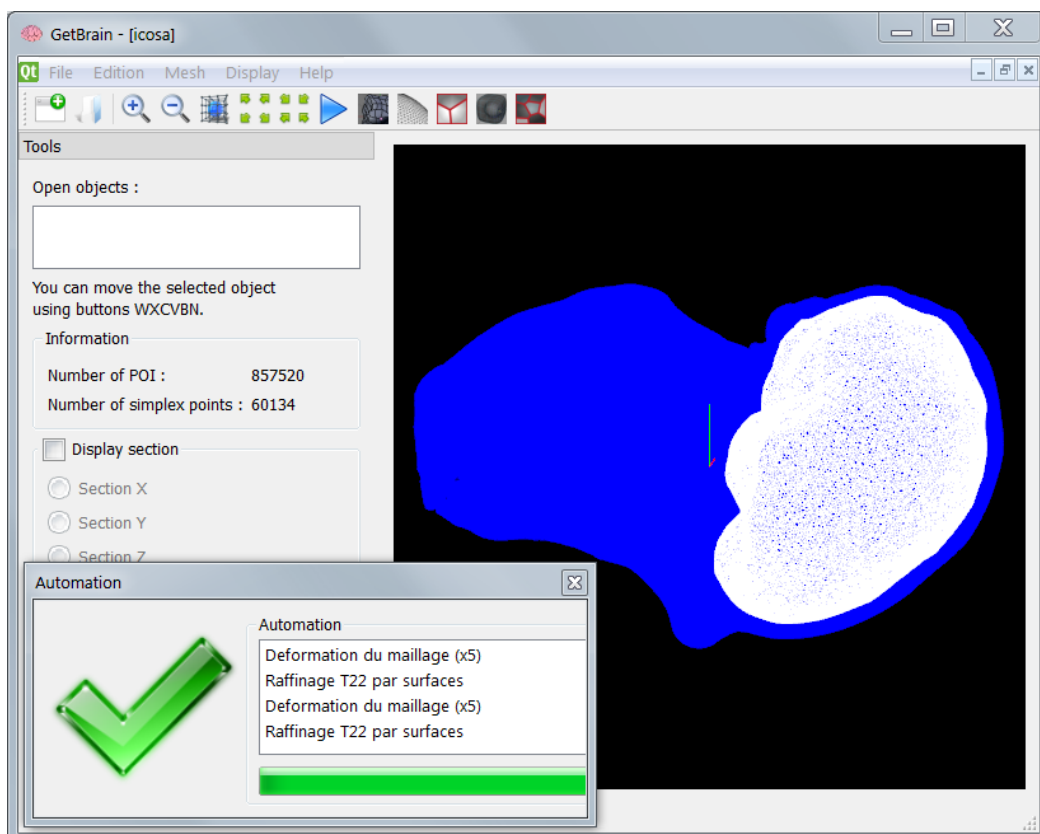 GetBrain - [icosa]
Qt File Edition Mesh Display Help
Tools
Open objects :
You can move the selected object
using buttons WXCVBN.
Information
Number of POI : 857520
Number of simplex points : 60134
Display section
Section X
Section Y
Section Z
Automation
Automation
Deformation du maillage (x5)
Raffinage T22 par surfaces
Deformation du maillage (x5)
Raffinage T22 par surfaces